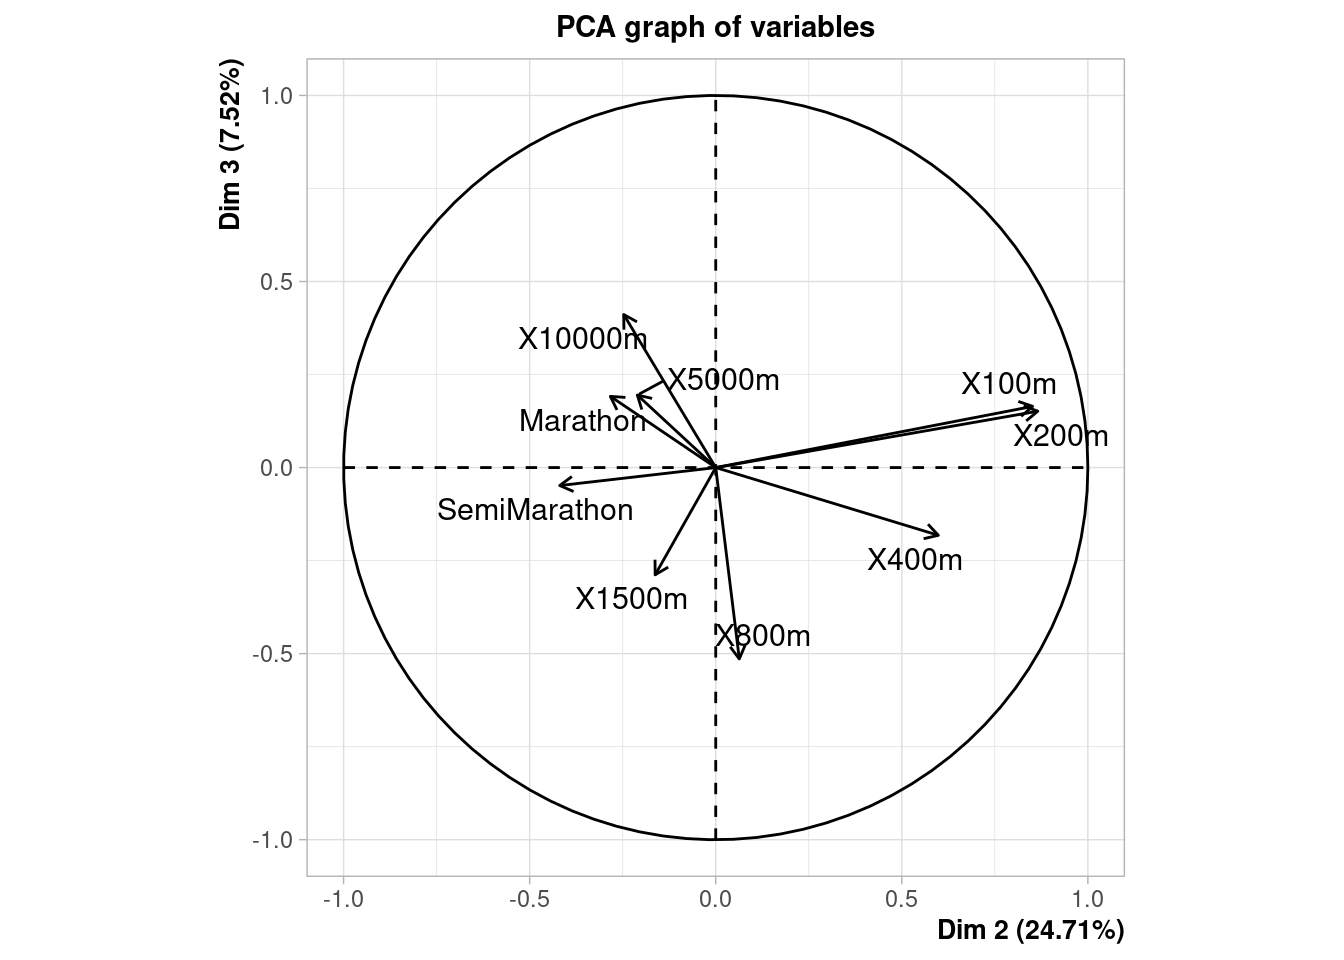 PCA graph of variables
Dim 3 (7.52%)
1.0
0.5
0.0
-0.5
-1.0
X10000m
X5000m
X100m
Marathon
X200m
SemiMarathon
X400m
X1500m
X800m
-1.0
-0.5
0.0
0.5
1.0
Dim 2 (24.71%)